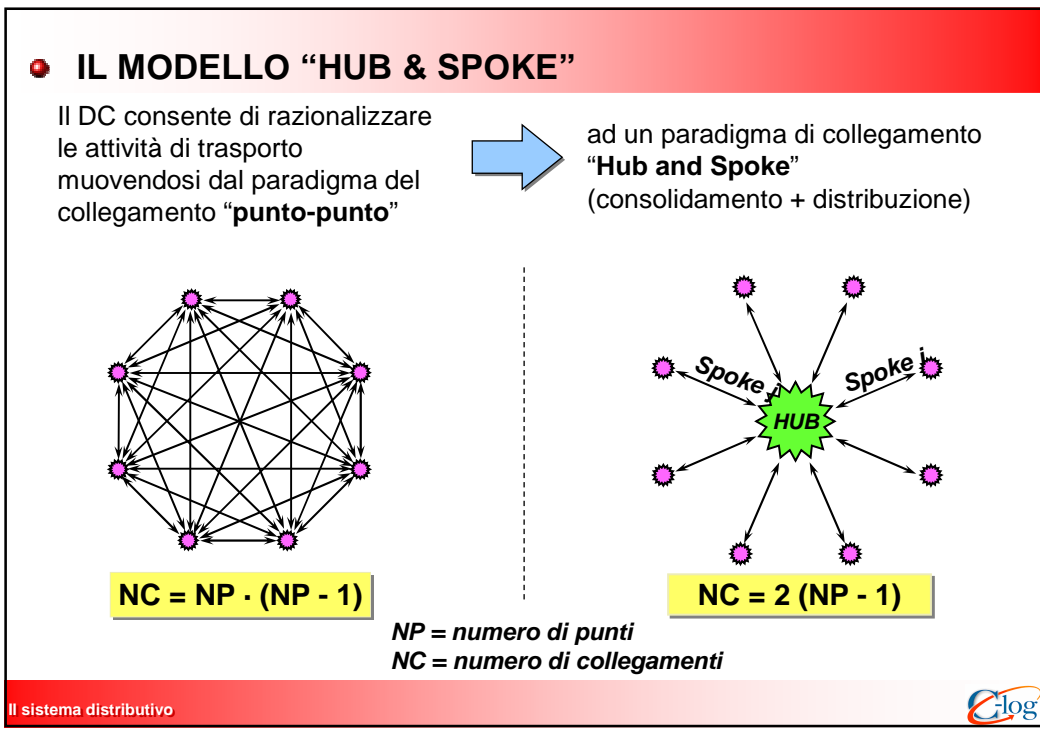 IL MODELLO “HUB & SPOKE”
Il DC consente di razionalizzare
le attività di trasporto
muovendosi dal paradigma del
collegamento “punto-punto”
ad un paradigma di collegamento
“Hub and Spoke”
(consolidamento + distribuzione)
Spoke j
Spoke i
HUB
NC = NP · (NP - 1)
NC = 2 (NP - 1)
NP = numero di punti
NC = numero di collegamenti
Il sistema distributivo
C-log